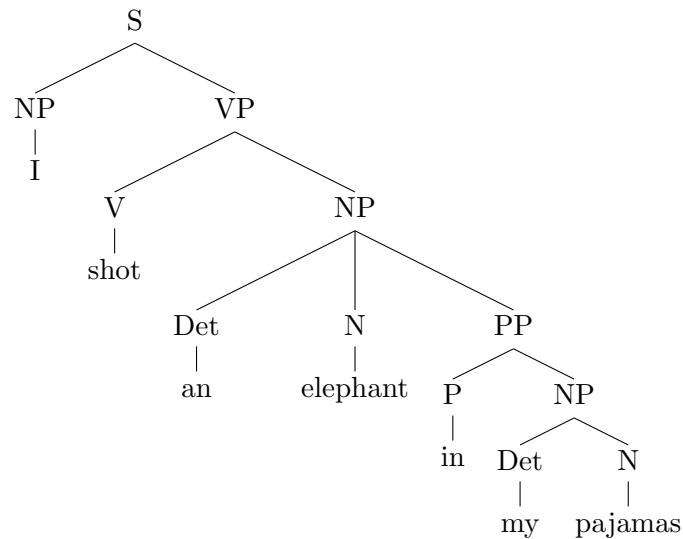 S
NP VP
I
V NP
shot
Det N PP
an elephant
P NP
in
Det N
my pajamas